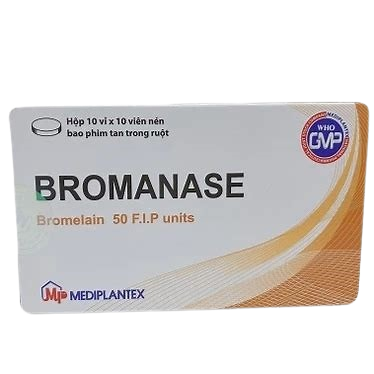 Hộp 10 vỉ x 10 viên nén
bao phim tan trong ruột
WHO
GMP
BROMANASE
Bromelain 50 F.I.P units
MP MEDIPLANTEX